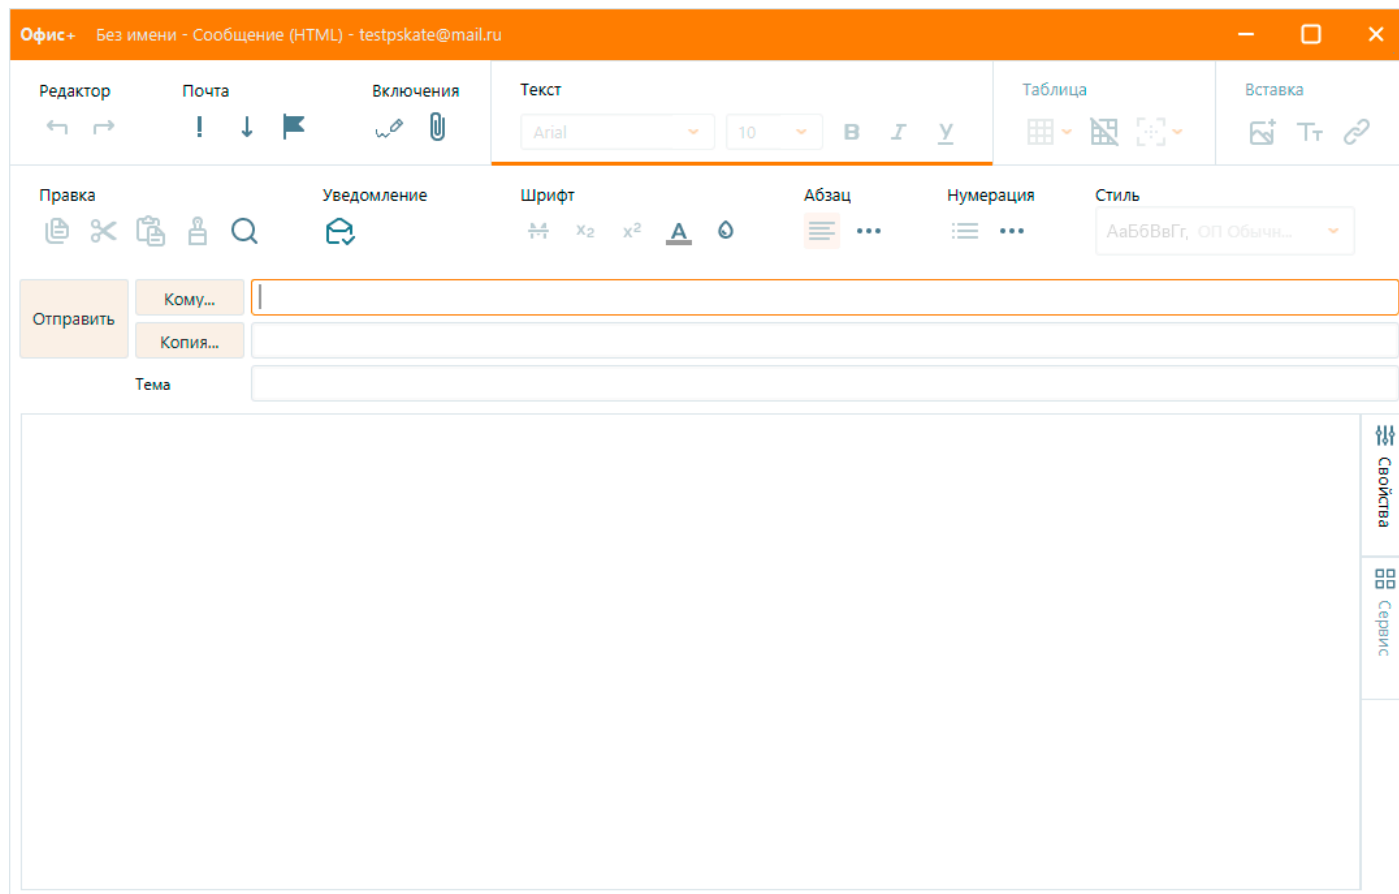 Офис+ Без имени - Сообщение (HTML) - testpskate@mail.ru
Редактор Почта Включения Текст Таблица Вставка
Arial 10 B I У Тт
Правка Уведомление Шрифт Абзац Нумерация Стиль
Н x2 x2 А АаБбВвГг, ОП Обычн...
Отправить
Кому...
Копия...
Тема
Свойства
Сервис